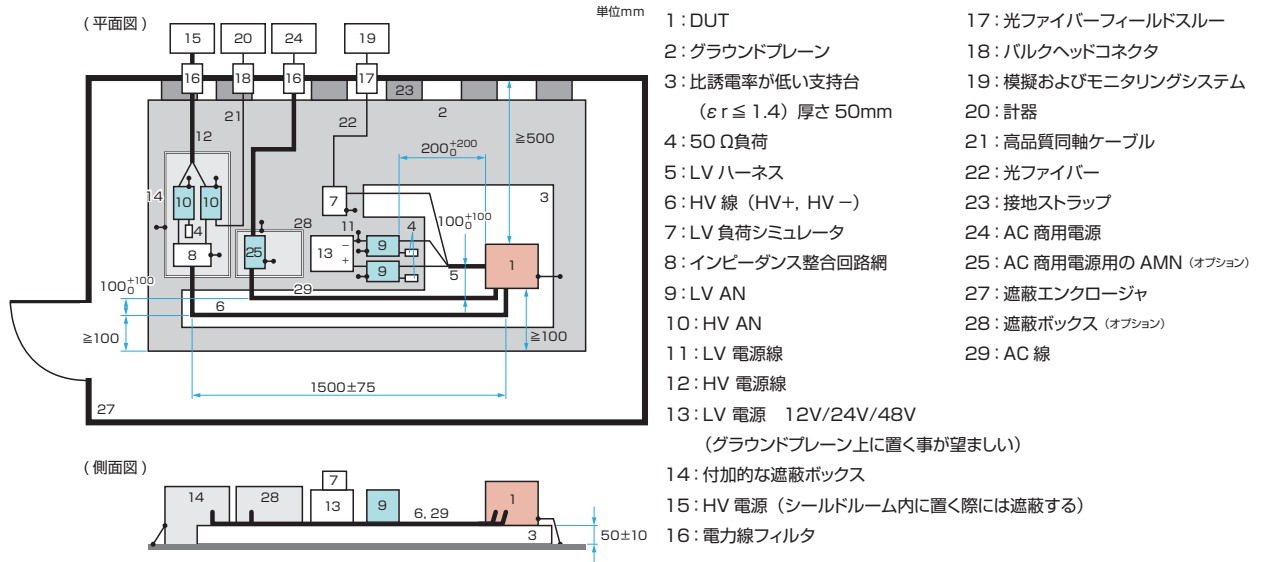 単位mm
(平面図)
15
20
24
19
16
18
16
17
23
21
2
12
22
≧500
200 +200 0
14
10
10
7
3
4
28
11
4
100 +100 0
8
25
13
−
+
9
9
5
1
29
100 +100 0
6
≧100
≧100
1500±75
27
(側面図)
14
28
7
13
9
6, 29
1
3
50±10
1：DUT
2：グラウンドプレーン
3：比誘電率が低い支持台
（εr≦1.4）厚さ 50mm
4：50 Ω負荷
5：LV ハーネス
6：HV 線（HV+, HV −）
7：LV 負荷シミュレータ
8：インピーダンス整合回路網
9：LV AN
10：HV AN
11：LV 電源線
12：HV 電源線
13：LV 電源　12V/24V/48V
（グラウンドプレーン上に置く事が望ましい）
14：付加的な遮蔽ボックス
15：HV 電源（シールドルーム内に置く際には遮蔽する）
16：電力線フィルタ
17：光ファイバーフィールドスルー
18：バルクヘッドコネクタ
19：模擬およびモニタリングシステム
20：計器
21：高品質同軸ケーブル
22：光ファイバー
23：接地ストラップ
24：AC 商用電源
25：AC 商用電源用の AMN（オプション）
27：遮蔽エンクロージャ
28：遮蔽ボックス（オプション）
29：AC 線